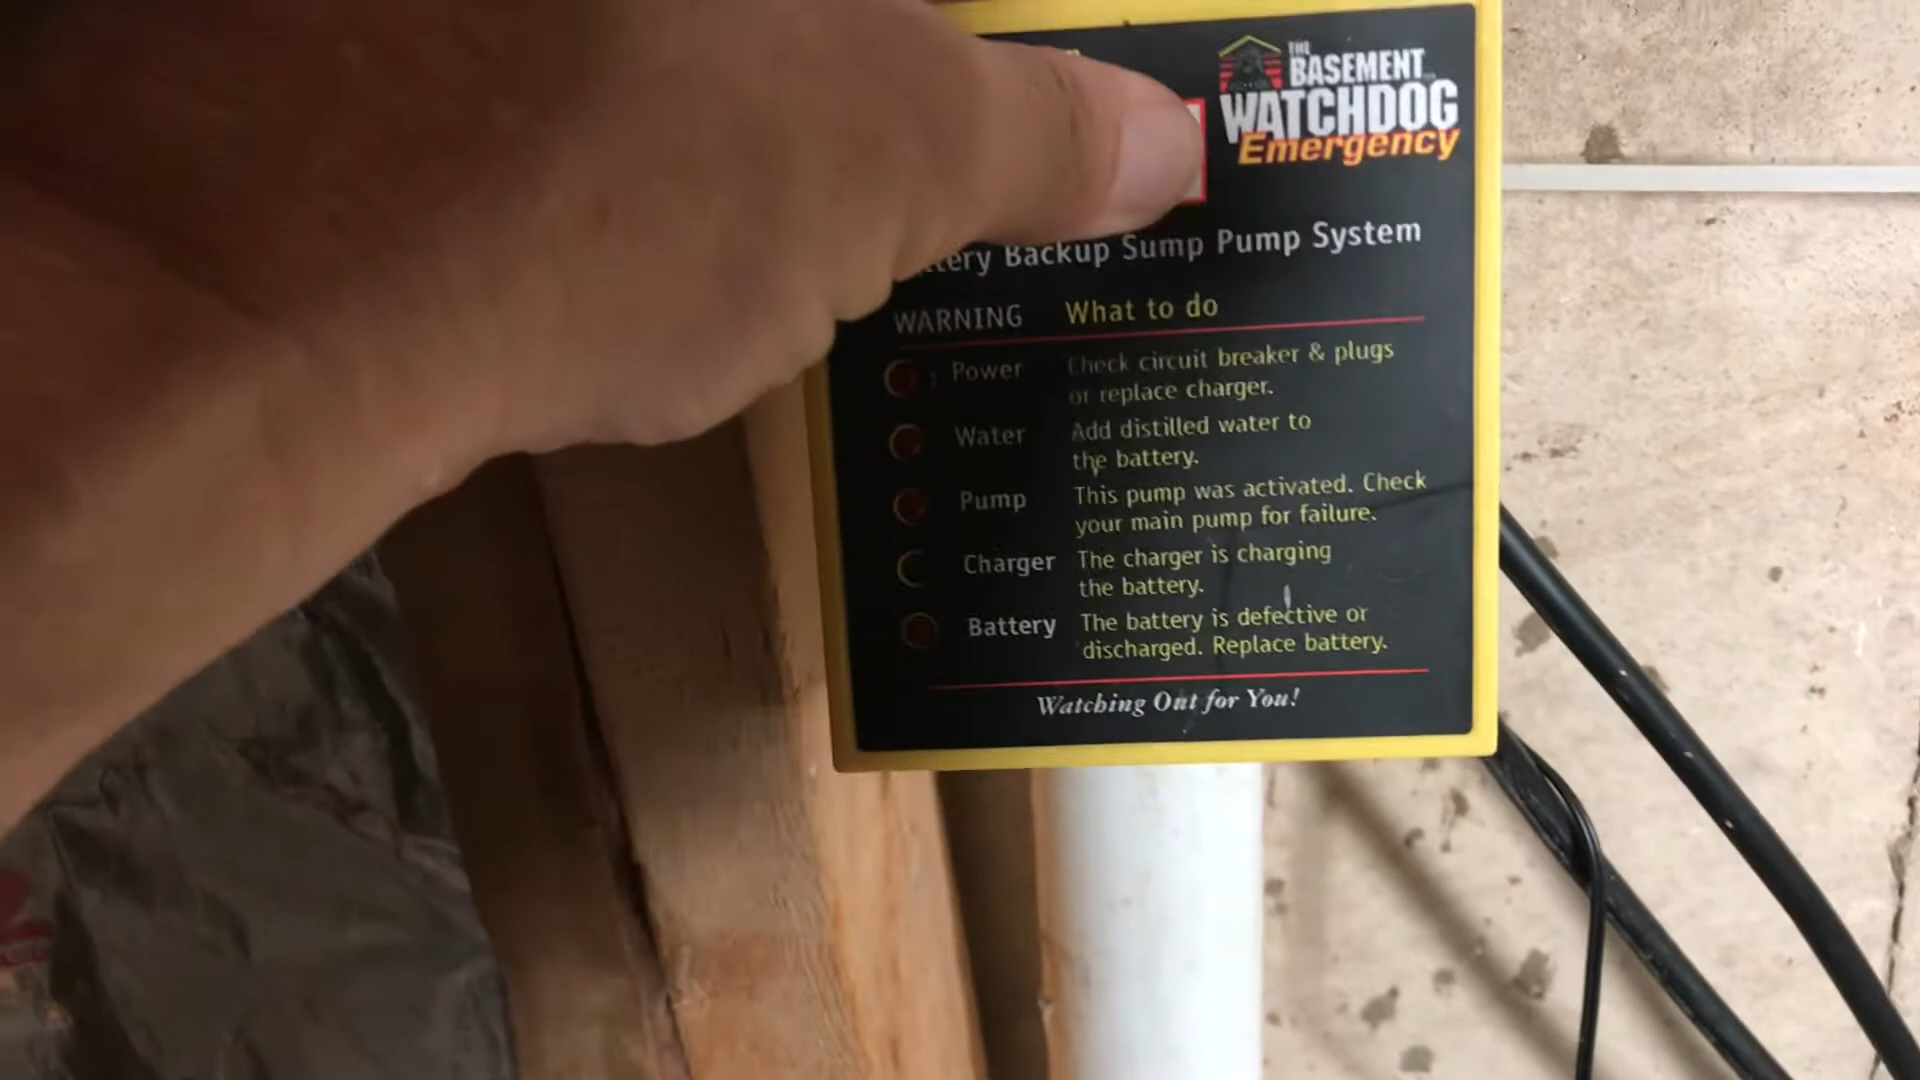 THE
BASEMENT
WATCHDOG
Emergency
Backup Sump Pump System
WARNING What to do
Power Check circuit breaker & plugs
or replace charger.
Water Add distilled water to
the battery.
Pump This pump was activated. Check
your main pump for failure.
Charger The charger is charging
the battery.
Battery The battery is defective or
discharged. Replace battery.
Watching Out for You!